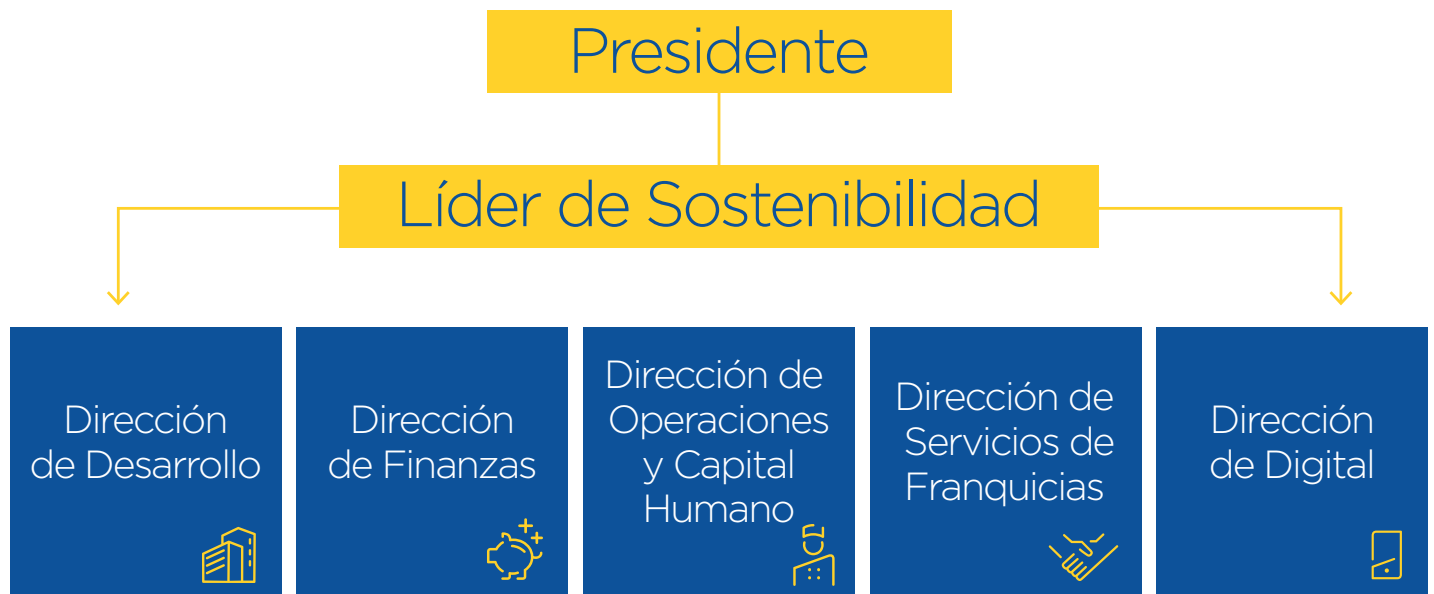 Presidente
Líder de Sostenibilidad
Dirección
de Desarrollo
Dirección
de Finanzas
Dirección de
Operaciones
y Capital
Humano
Dirección de
Servicios de
Franquicias
Dirección
de Digital